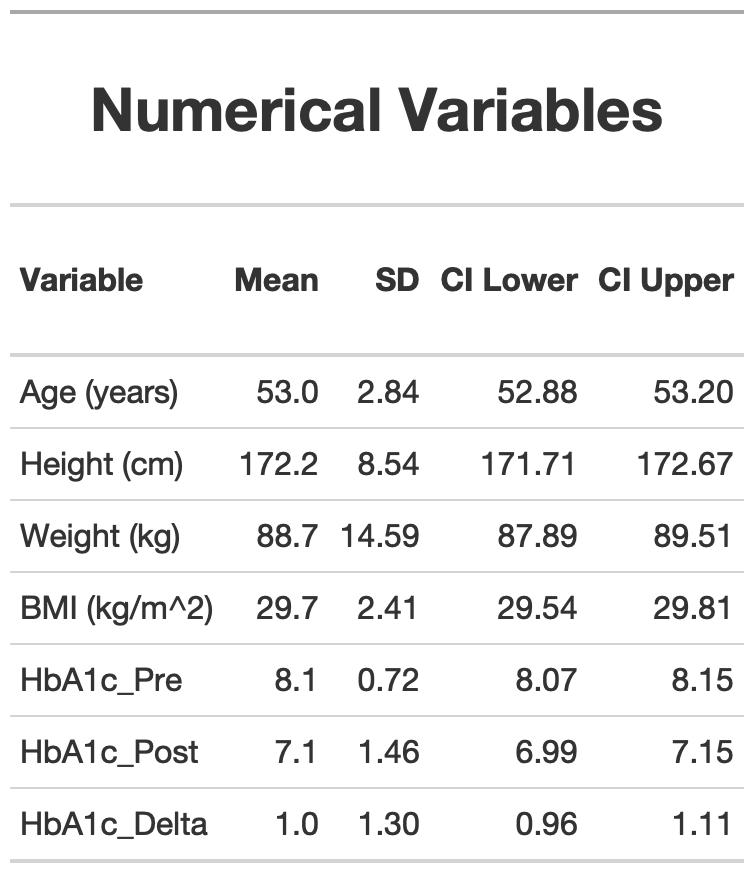 Numerical Variables
Variable Mean SD CI Lower CI Upper
Age (years) 53.0 2.84 52.88 53.20
Height (cm) 172.2 8.54 171.71 172.67
Weight (kg) 88.7 14.59 87.89 89.51
BMI (kg/m^2) 29.7 2.41 29.54 29.81
HbA1c_Pre 8.1 0.72 8.07 8.15
HbA1c_Post 7.1 1.46 6.99 7.15
HbA1c_Delta 1.0 1.30 0.96 1.11